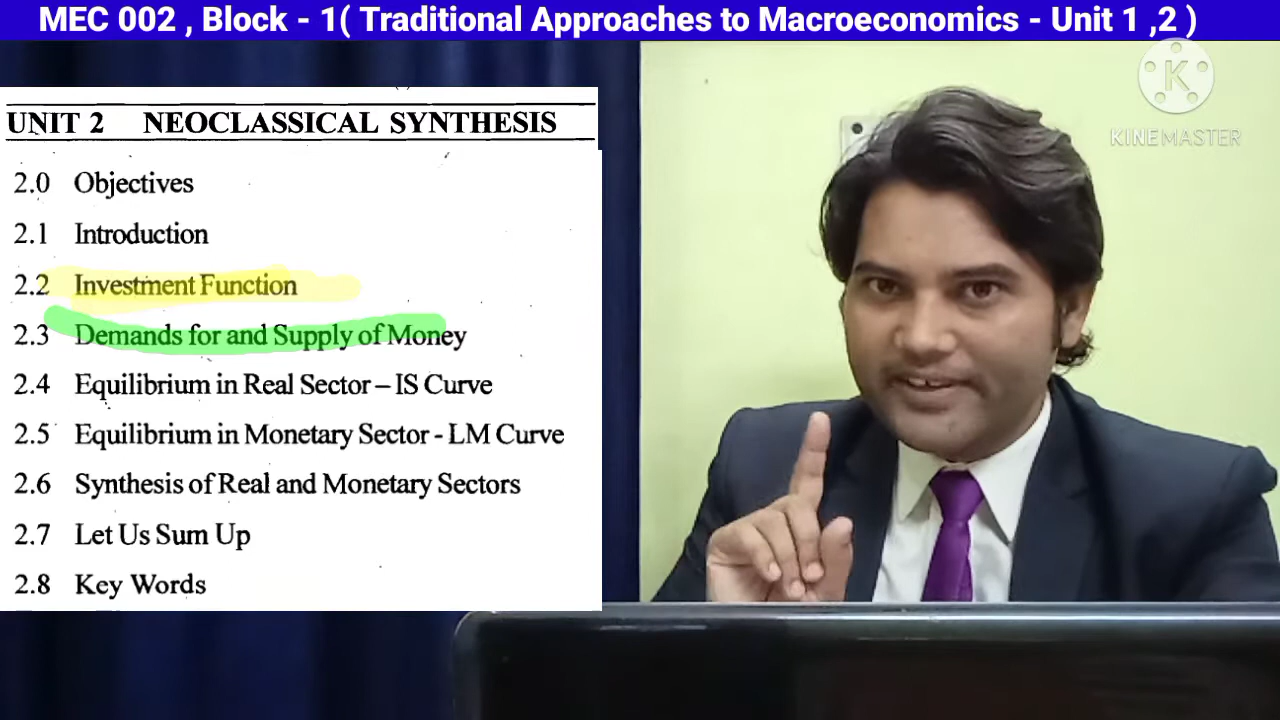 MEC 002 , Block - 1( Traditional Approaches to Macroeconomics - Unit 1 ,2 )
K
KINEMASTER
UNIT 2 NEOCLASSICAL SYNTHESIS
2.0 Objectives
2.1 Introduction
2.2 Investment Function
2.3 Demands for and Supply of Money
2.4 Equilibrium in Real Sector – IS Curve
2.5 Equilibrium in Monetary Sector - LM Curve
2.6 Synthesis of Real and Monetary Sectors
2.7 Let Us Sum Up
2.8 Key Words